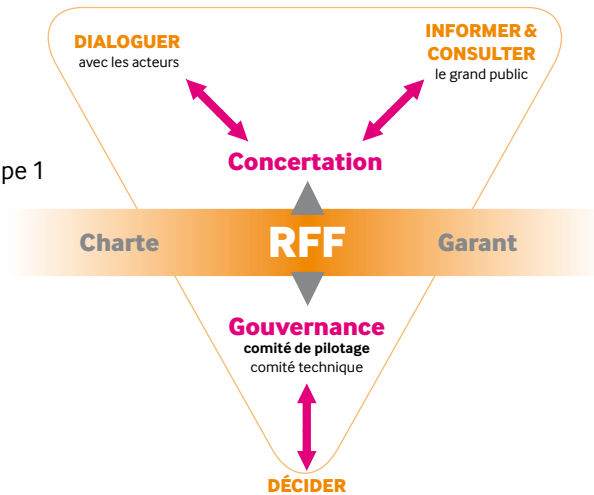 DIALOGUER
avec les acteurs
INFORMER &
CONSULTER
le grand public
Concertation
pe 1
Charte
RFF
Garant
Gouvernance
comité de pilotage
comité technique
DÉCIDER